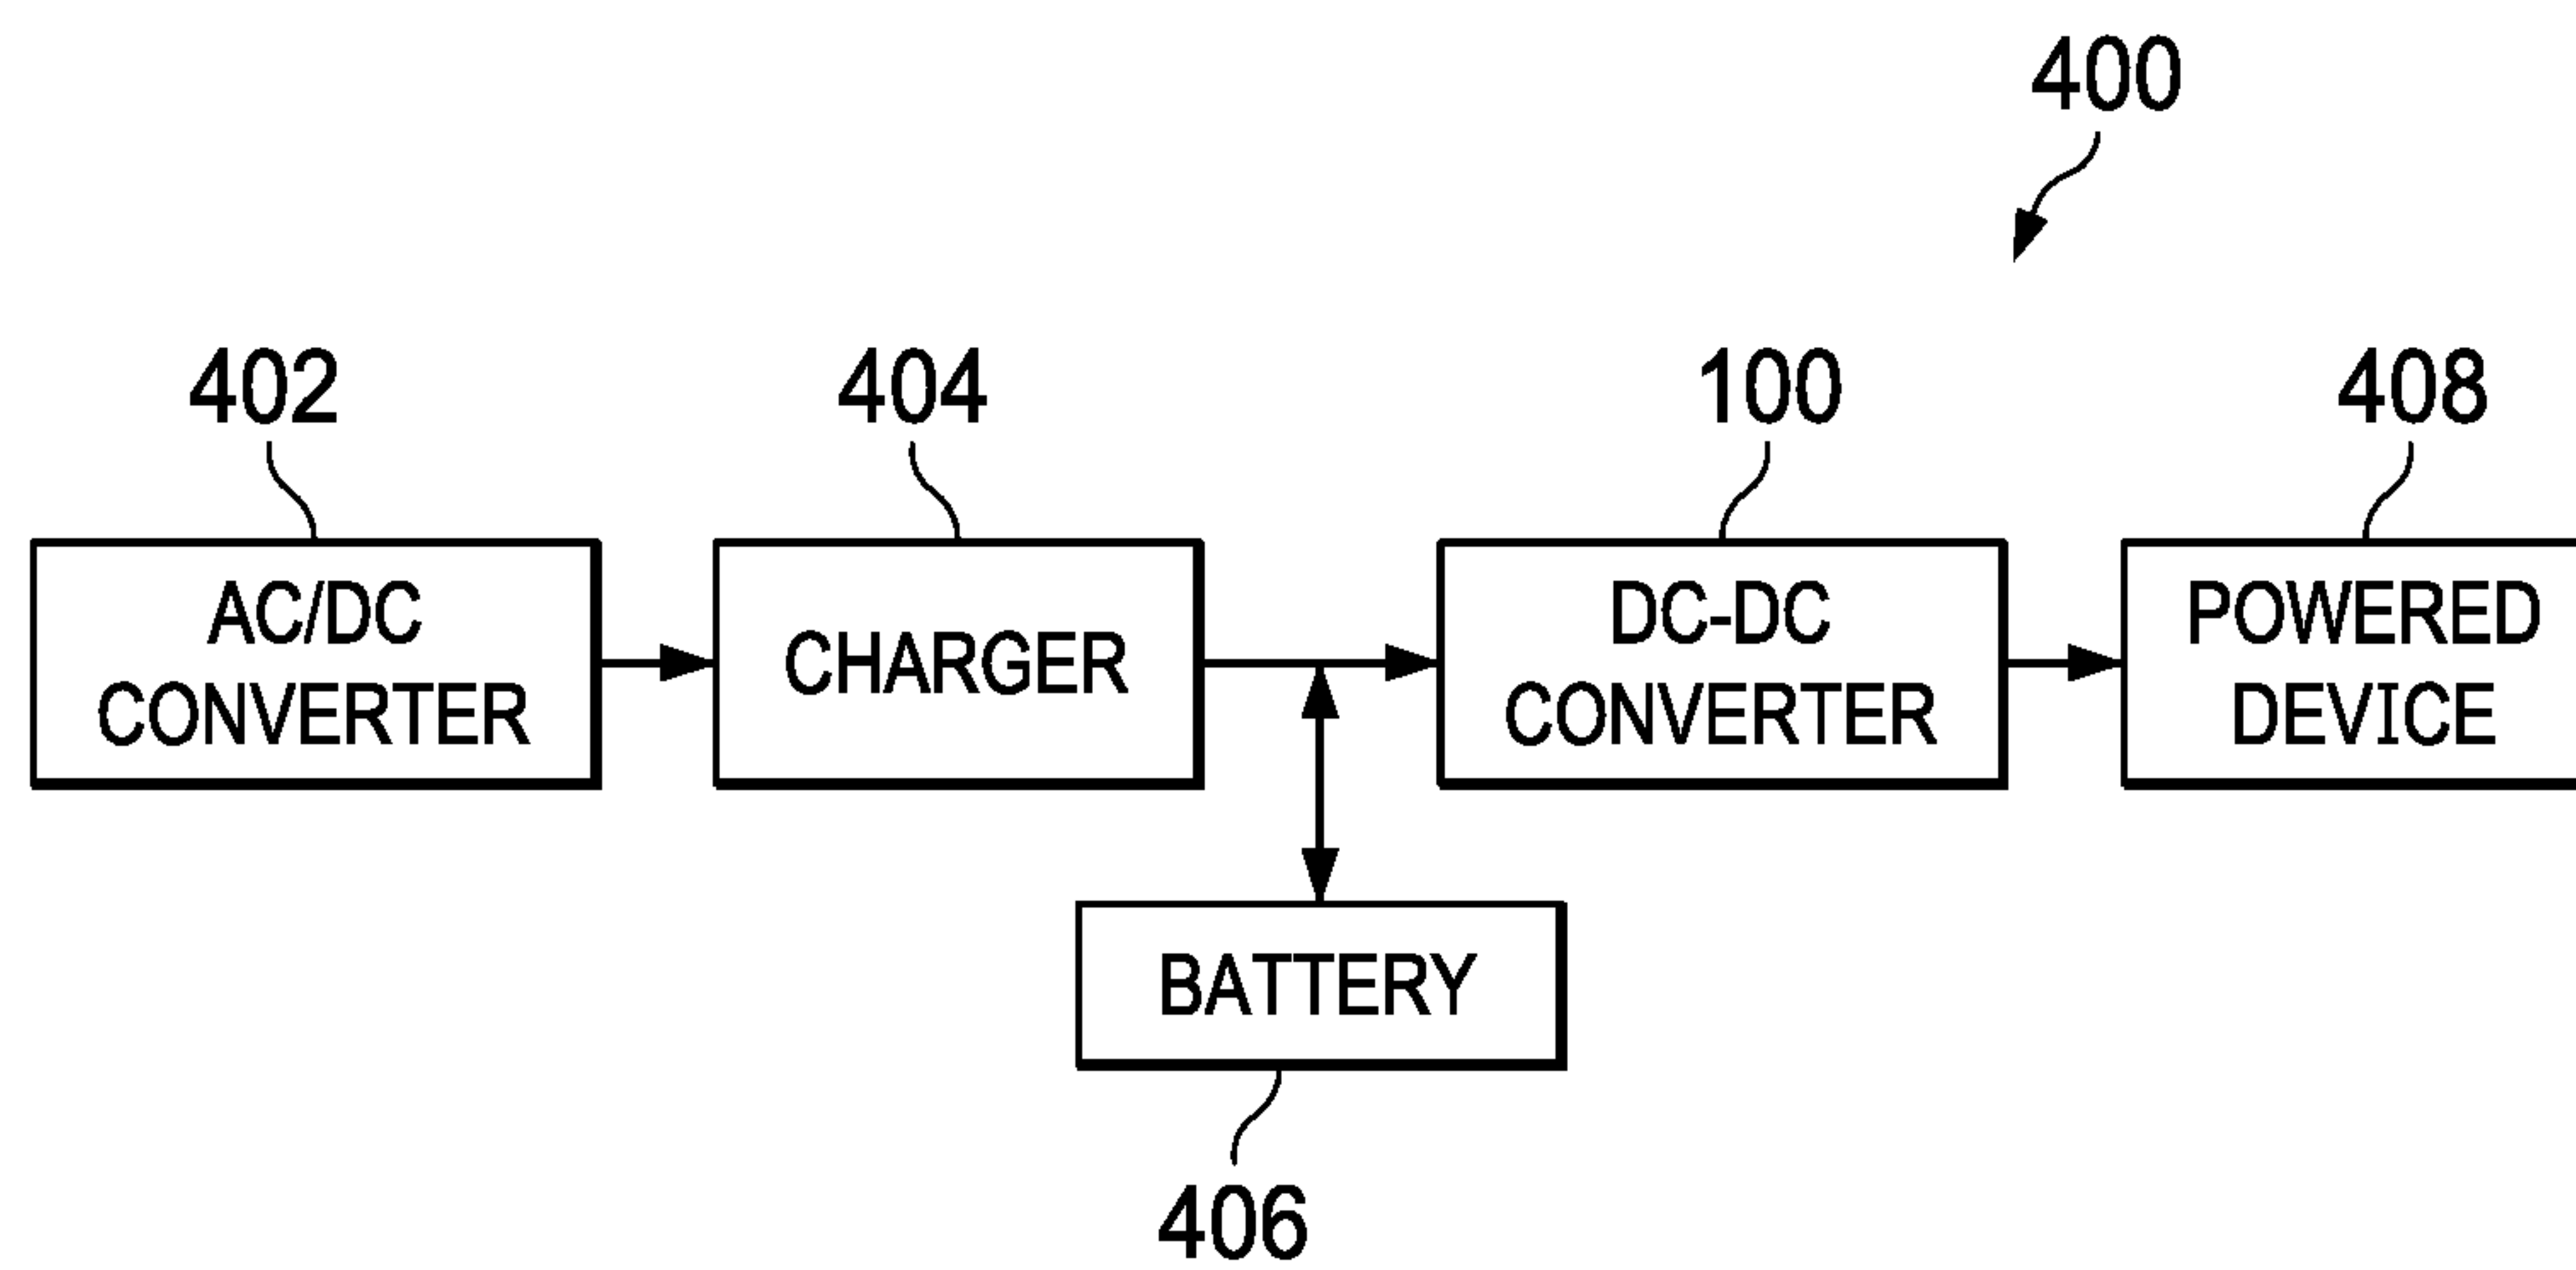 400
402
404
100
408
AC/DC
CONVERTER
CHARGER
DC-DC
CONVERTER
POWERED
DEVICE
BATTERY
406